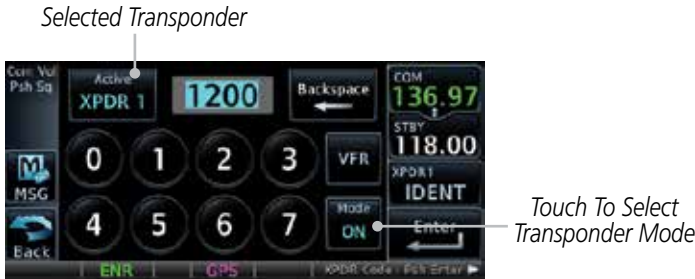 Selected Transponder
Com Vol
Psh Sq
Active
XPDR 1
1200
Backspace
COM
136.97
STBY
118.00
MSG
0 1 2 3
VFR
XPDR1
IDENT
Back
4 5 6 7
Mode
ON
Enter
Touch To Select
Transponder Mode
ENR
GPS
XPDR Code: Psh Enter